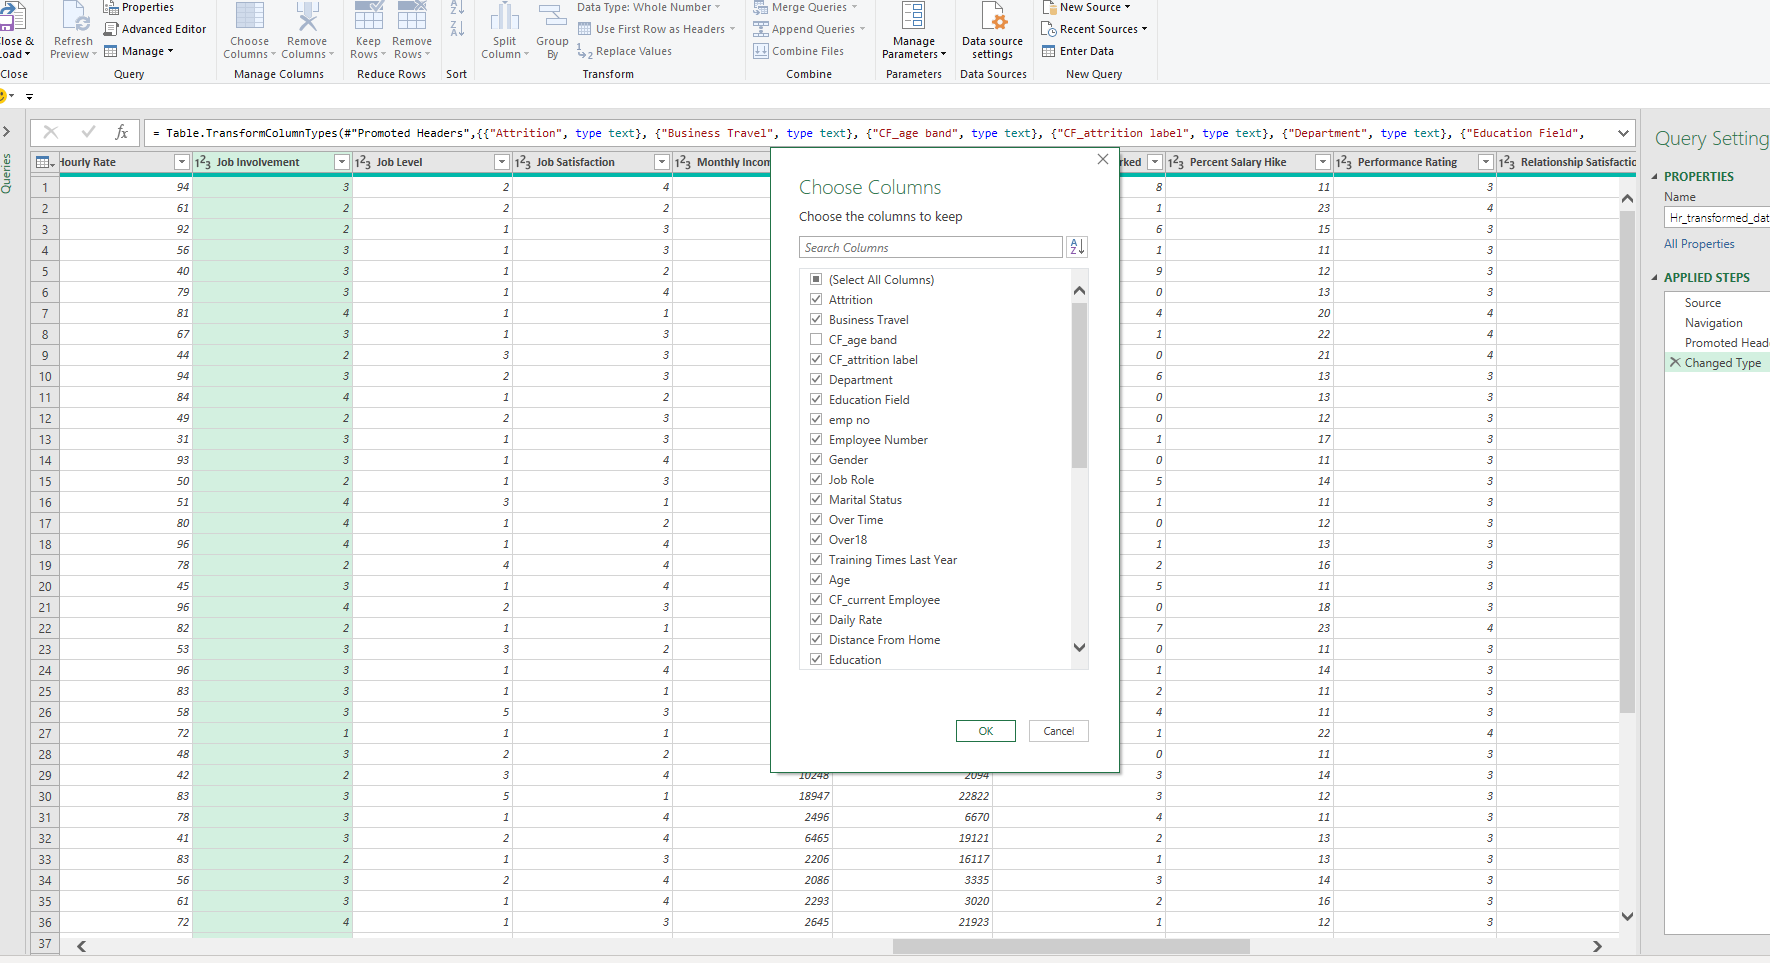 Close &
Load
Close
Refresh
Preview
Properties
Advanced Editor
Manage
Query
Choose
Columns
Remove
Columns
Manage Columns
Keep
Rows
Remove
Rows
Reduce Rows
A
Z
Z
A
Sort
Split
Column
Group
By
Data Type: Whole Number
Use First Row as Headers
1
2
Replace Values
Transform
Merge Queries
Append Queries
Combine Files
Combine
Manage
Parameters
Parameters
Data source
settings
Data Sources
New Source
Recent Sources
Enter Data
New Query
Queries
fx
= Table.TransformColumnTypes(#"Promoted Headers",{{"Attrition", type text}, {"Business Travel", type text}, {"CF_age band", type text}, {"CF_attrition label", type text}, {"Department", type text}, {"Education Field",
Hourly Rate 123 Job Involvement 123 Job Level 123 Job Satisfaction 123 Monthly Incom rked 123 Percent Salary Hike 123 Performance Rating 123 Relationship Satisfactio
1 94 3 2 4 8 11 3
2 61 2 2 2 1 23 4
3 92 2 1 3 6 15 3
4 56 3 1 3 1 11 3
5 40 3 1 2 9 12 3
6 79 3 1 4 0 13 3
7 81 4 1 1 4 20 4
8 67 3 1 3 1 22 4
9 44 2 3 3 0 21 4
10 94 3 2 3 6 13 3
11 84 4 1 2 0 13 3
12 49 2 2 3 0 12 3
13 31 3 1 3 1 17 3
14 93 3 1 4 0 11 3
15 50 2 1 3 5 14 3
16 51 4 3 1 1 11 3
17 80 4 1 2 0 12 3
18 96 4 1 4 1 13 3
19 78 2 4 4 2 16 3
20 45 3 1 4 5 11 3
21 96 4 2 3 0 18 3
22 82 2 1 1 7 23 4
23 53 3 3 2 0 11 3
24 96 3 1 4 1 14 3
25 83 3 1 1 2 11 3
26 58 3 5 3 4 11 3
27 72 1 1 1 1 22 4
28 48 3 2 2 0 11 3
29 42 2 3 4 10248 2094 3 14 3
30 83 3 5 1 18947 22822 3 12 3
31 78 3 1 4 2496 6670 4 11 3
32 41 3 2 4 6465 19121 2 13 3
33 83 2 1 3 2206 16117 1 13 3
34 56 3 2 4 2086 3335 3 14 3
35 61 3 1 4 2293 3020 2 16 3
36 72 4 1 3 2645 21923 1 12 3
37
Choose Columns
Choose the columns to keep
Search Columns
A
Z
(Select All Columns)
Attrition
Business Travel
CF_age band
CF_attrition label
Department
Education Field
emp no
Employee Number
Gender
Job Role
Marital Status
Over Time
Over18
Training Times Last Year
Age
CF_current Employee
Daily Rate
Distance From Home
Education
OK
Cancel
Query Setting
PROPERTIES
Name
Hr_transformed_dat
All Properties
APPLIED STEPS
Source
Navigation
Promoted Head
Changed Type